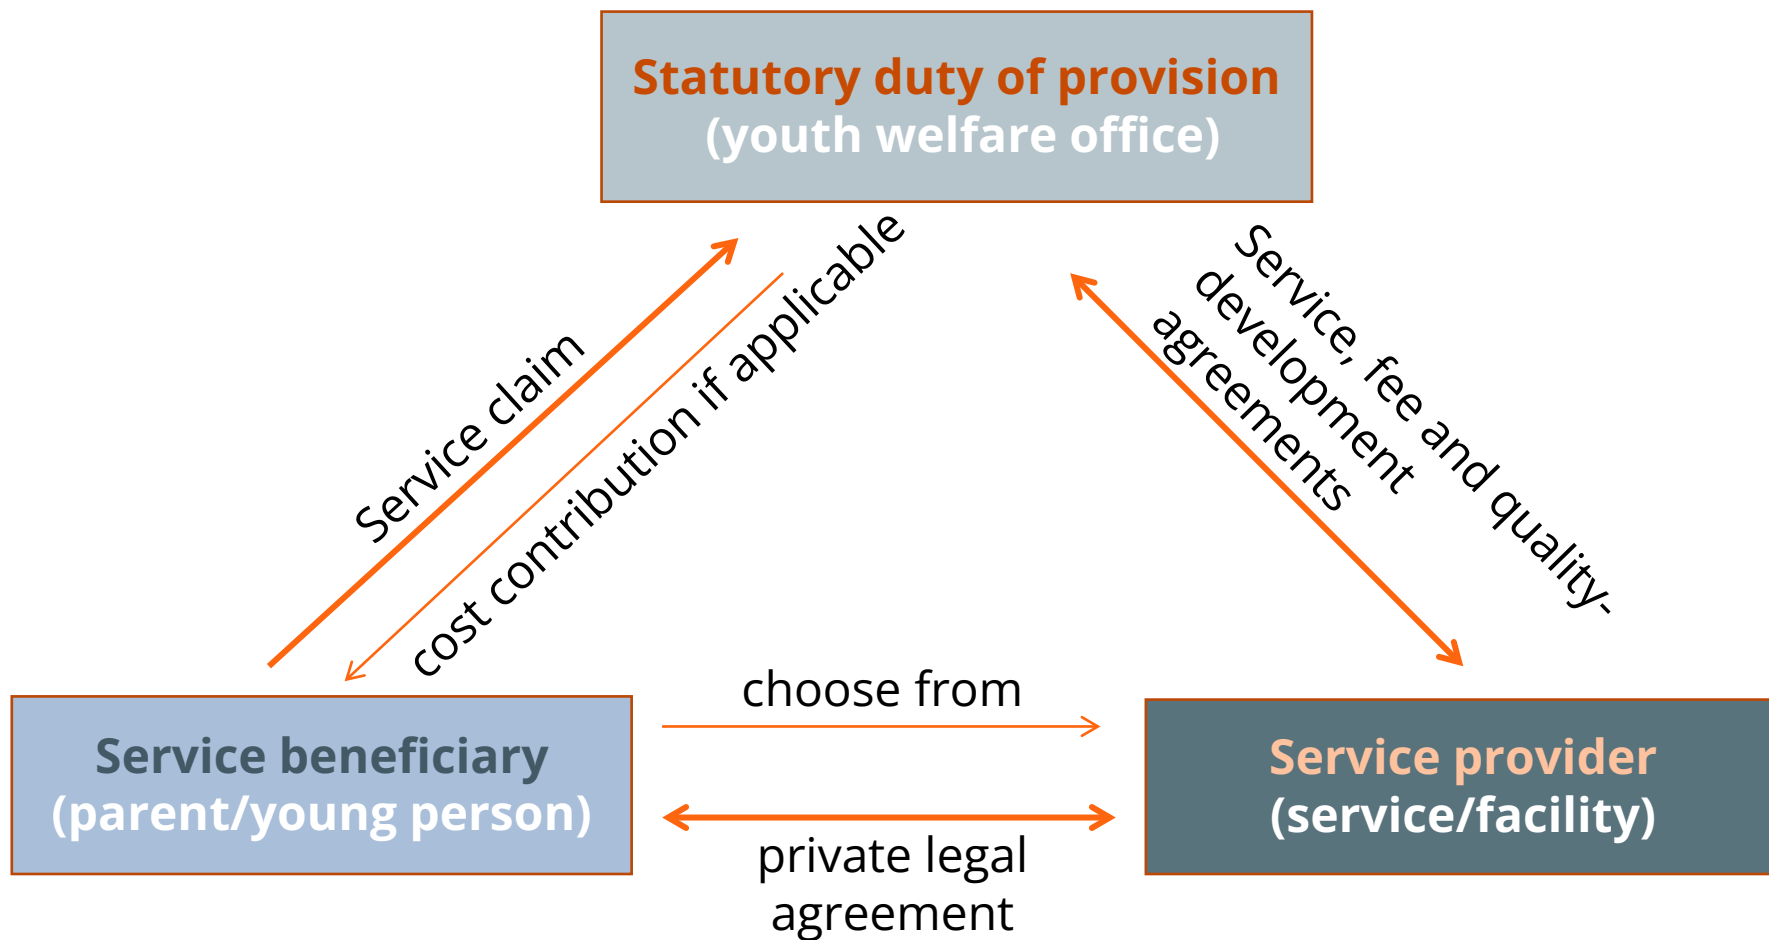 Statutory duty of provision
(youth welfare office)
Service claim
cost contribution if applicable
Service, fee and quality-
development
agreements
choose from
Service beneficiary
(parent/young person)
Service provider
(service/facility)
private legal
agreement